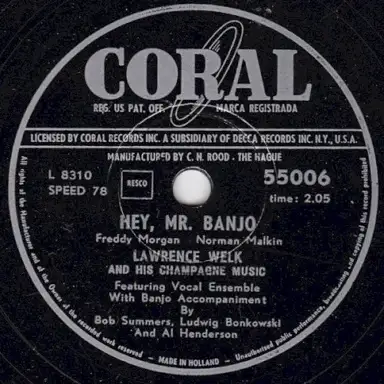 CORAL
REG. US PAT. OFF. MARCA REGISTRADA
LICENSED BY CORAL RECORDS INC. A SUBSIDIARY OF DECCA RECORDS INC. N.Y., U.S.A.
MANUFACTURED BY C. H. ROOD - THE HAGUE
L 8310
SPEED 78
RESCO
55006
time: 2.05
HEY, MR. BANJO
Freddy Morgan Norman Malkin
LAWRENCE WELK
AND HIS CHAMPAGNE MUSIC
Featuring Vocal Ensemble
With Banjo Accompaniment
By
Bob Summers, Ludwig Bonkowski
And Al Henderson
All rights of the Manufacturer and of the Owner of the recorded work reserved - MADE IN HOLLAND - Unauthorised public performance, broadcasting and copying of this record prohibited